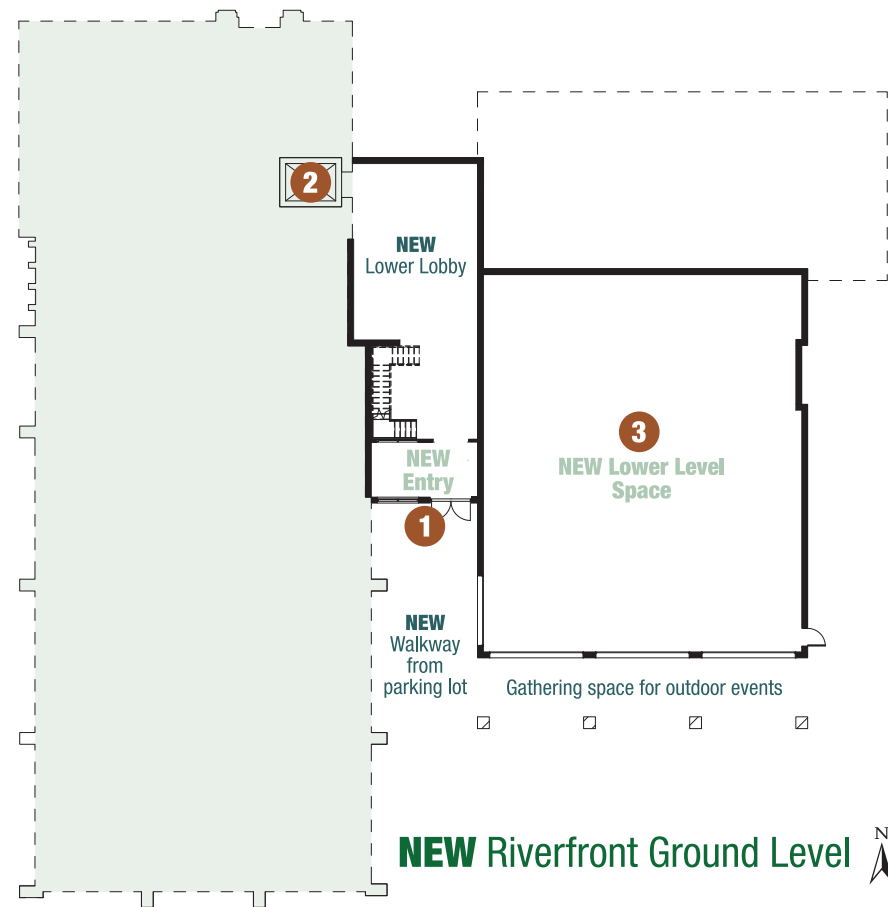 2
NEW
Lower Lobby
3
NEW Lower Level
Space
NEW
Entry
1
NEW
Walkway
from
parking lot
Gathering space for outdoor events
NEW Riverfront Ground Level
N